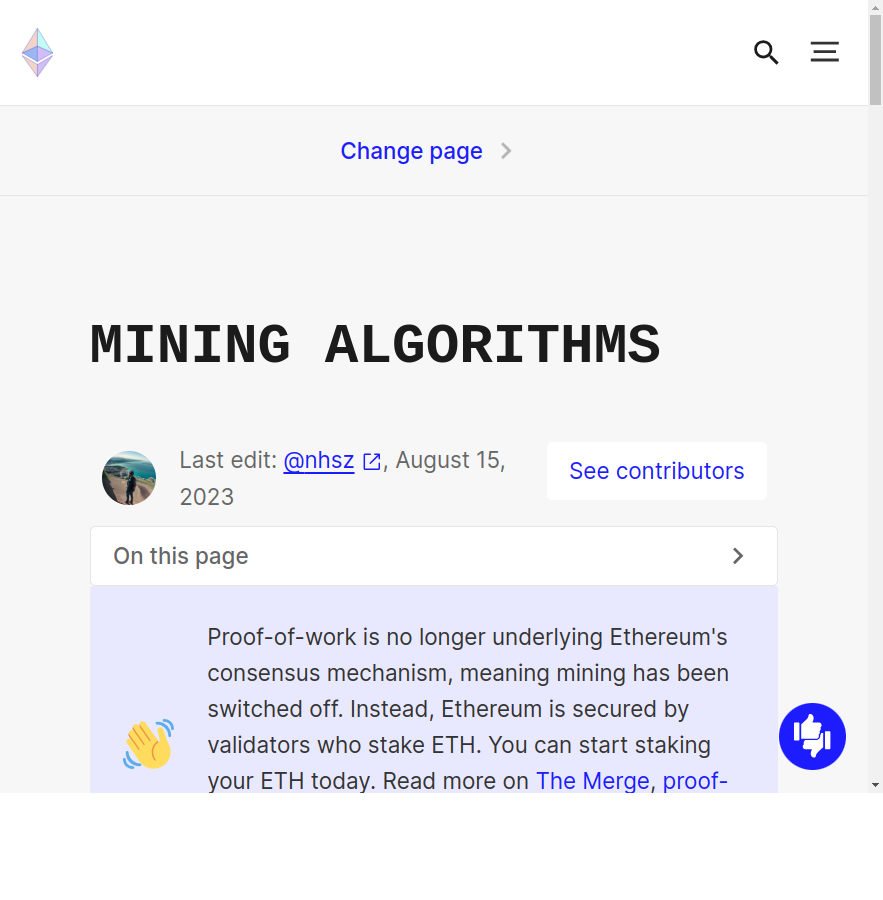 Change page
MINING ALGORITHMS
Last edit: @nhsz , August 15,
2023
See contributors
On this page
Proof-of-work is no longer underlying Ethereum's
consensus mechanism, meaning mining has been
switched off. Instead, Ethereum is secured by
validators who stake ETH. You can start staking
your ETH today. Read more on The Merge, proof-